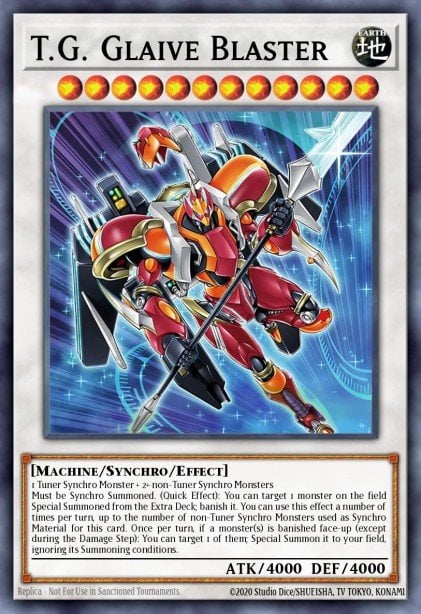 T.G. Glaive Blaster
EARTH
地
[Machine/Synchro/Effect]
1 Tuner Synchro Monster + 2+ non-Tuner Synchro Monsters
Must be Synchro Summoned. (Quick Effect): You can target 1 monster on the field
Special Summoned from the Extra Deck; banish it. You can use this effect a number of
times per turn, up to the number of non-Tuner Synchro Monsters used as Synchro
Material for this card. Once per turn, if a monster(s) is banished face-up (except
during the Damage Step): You can target 1 of them; Special Summon it to your field,
ignoring its Summoning conditions.
ATK/4000 DEF/4000
Replica - Not For Use in Sanctioned Tournaments. ©2020 Studio Dice/SHUEISHA, TV TOKYO, KONAMI